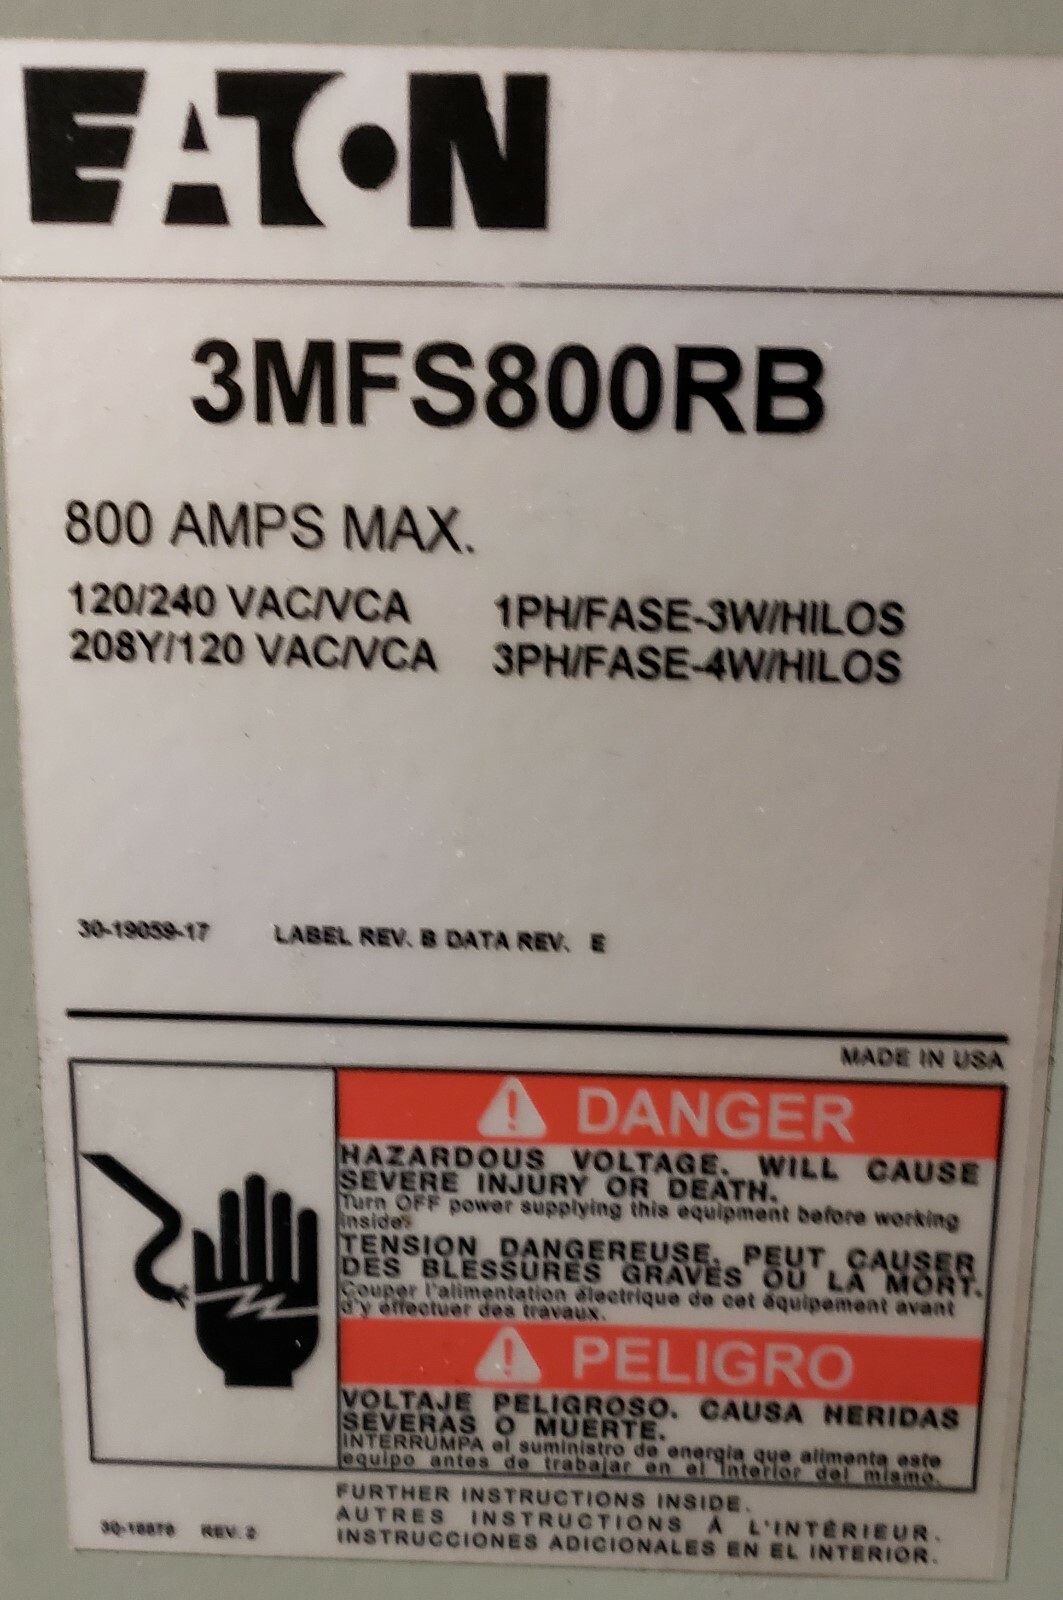 EATON
3MFS800RB
800 AMPS MAX.
120/240 VAC/VCA 1PH/FASE-3W/HILOS
208Y/120 VAC/VCA 3PH/FASE-4W/HILOS
30-19059-17 LABEL REV. B DATA REV. E
MADE IN USA
DANGER
HAZARDOUS VOLTAGE. WILL CAUSE
SEVERE INJURY OR DEATH.
Turn OFF power supplying this equipment before working
inside.
TENSION DANGEREUSE. PEUT CAUSER
DES BLESSURES GRAVES OU LA MORT.
Couper l'alimentation électrique de cet équipement avant
d'y effectuer des travaux.
PELIGRO
VOLTAJE PELIGROSO. CAUSA HERIDAS
SEVERAS O MUERTE.
INTERRUMPA el suministro de energia que alimenta este
equipo antes de trabajar en el interior del mismo.
FURTHER INSTRUCTIONS INSIDE.
AUTRES INSTRUCTIONS À L'INTÉRIEUR.
INSTRUCCIONES ADICIONALES EN EL INTERIOR.
REV. 2